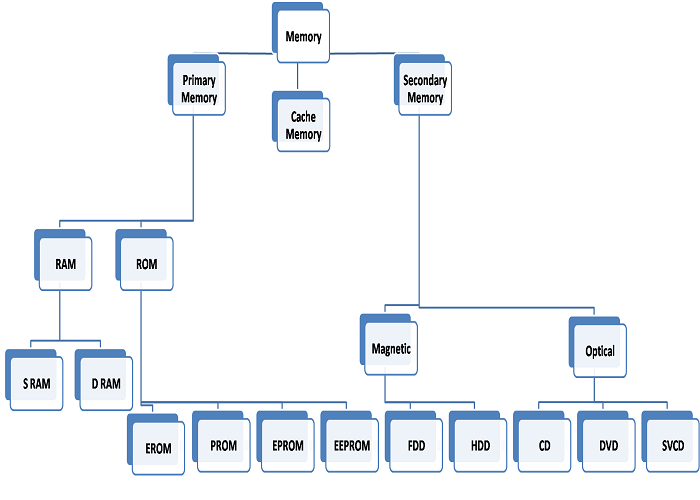 Memory
Primary
Memory
Secondary
Memory
Cache
Memory
RAM
ROM
Magnetic
Optical
S RAM
D RAM
EROM
PROM
EPROM
EEPROM
FDD
HDD
CD
DVD
SVCD